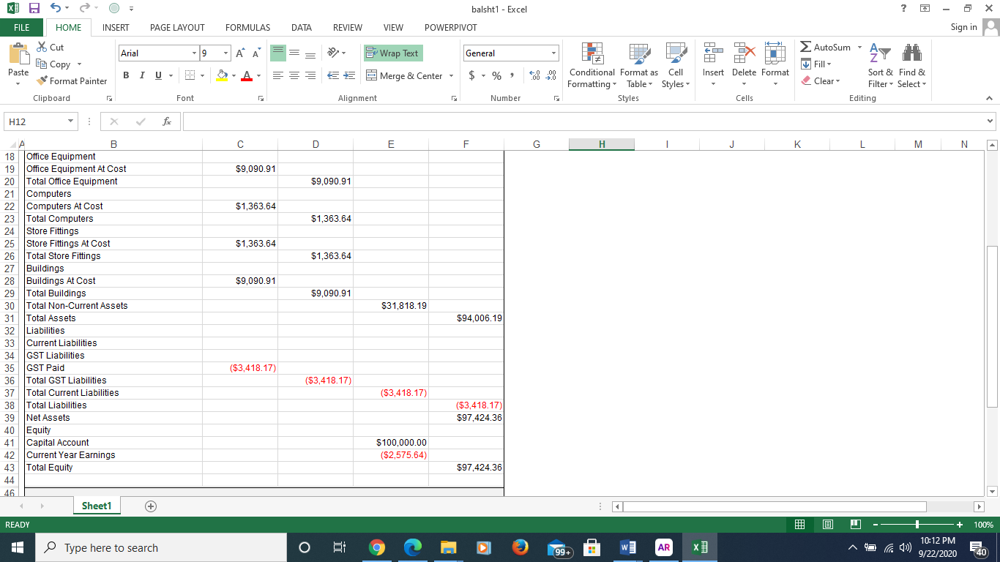 balsht1 - Excel
FILE HOME INSERT PAGE LAYOUT FORMULAS DATA REVIEW VIEW POWERPIVOT Sign in
Cut
Copy
Format Painter
Paste
Clipboard
Arial 9
B I U
Font
Wrap Text
Merge & Center
Alignment
General
$ % ,
Number
Conditional Formatting
Format as Table
Cell Styles
Styles
Insert Delete Format
Cells
AutoSum
Fill
Clear
Sort & Filter
Find & Select
Editing
H12 fx
A B C D E F G H I J K L M N
18 Office Equipment
19 Office Equipment At Cost $9,090.91
20 Total Office Equipment $9,090.91
21 Computers
22 Computers At Cost $1,363.64
23 Total Computers $1,363.64
24 Store Fittings
25 Store Fittings At Cost $1,363.64
26 Total Store Fittings $1,363.64
27 Buildings
28 Buildings At Cost $9,090.91
29 Total Buildings $9,090.91
30 Total Non-Current Assets $31,818.19
31 Total Assets $94,006.19
32 Liabilities
33 Current Liabilities
34 GST Liabilities
35 GST Paid ($3,418.17)
36 Total GST Liabilities ($3,418.17)
37 Total Current Liabilities ($3,418.17)
38 Total Liabilities ($3,418.17)
39 Net Assets $97,424.36
40 Equity
41 Capital Account $100,000.00
42 Current Year Earnings ($2,575.64)
43 Total Equity $97,424.36
44
46
Sheet1
READY 100%
Type here to search
99+
AR
10:12 PM
9/22/2020
40